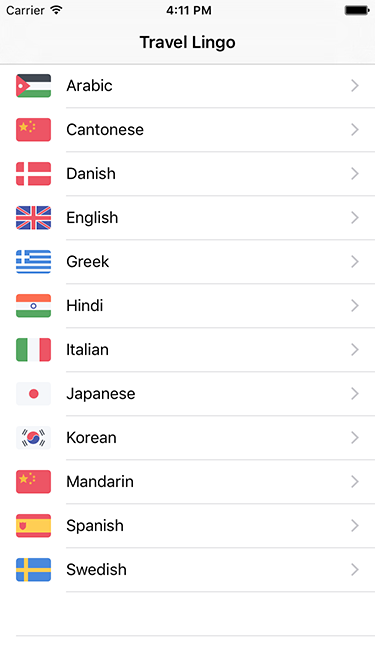 Carrier 4:11 PM
Travel Lingo
Arabic
Cantonese
Danish
English
Greek
Hindi
Italian
Japanese
Korean
Mandarin
Spanish
Swedish